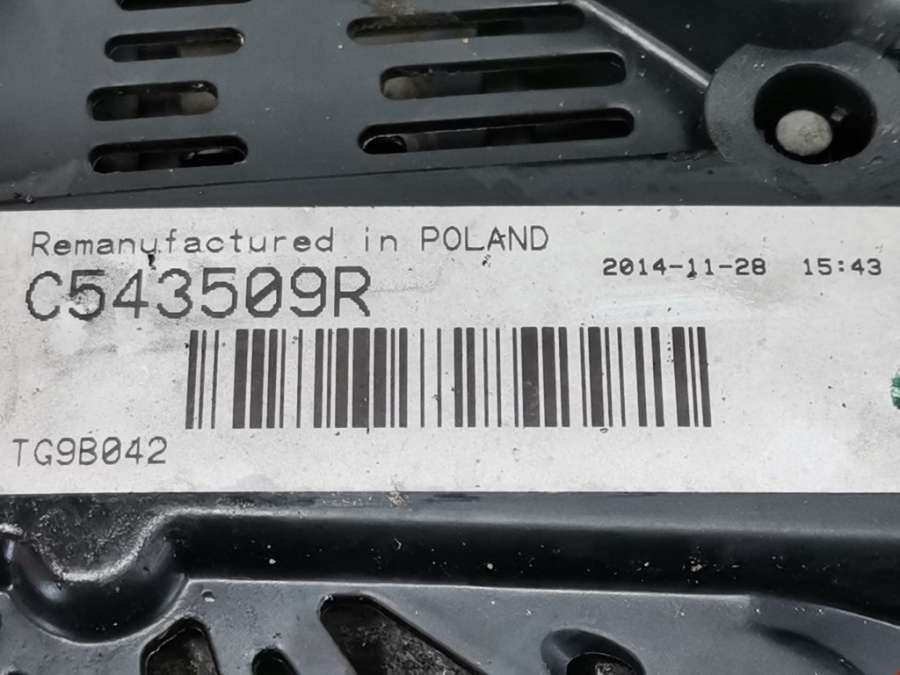 Remanufactured in POLAND
2014-11-28 15:43
C543509R
TG9B042